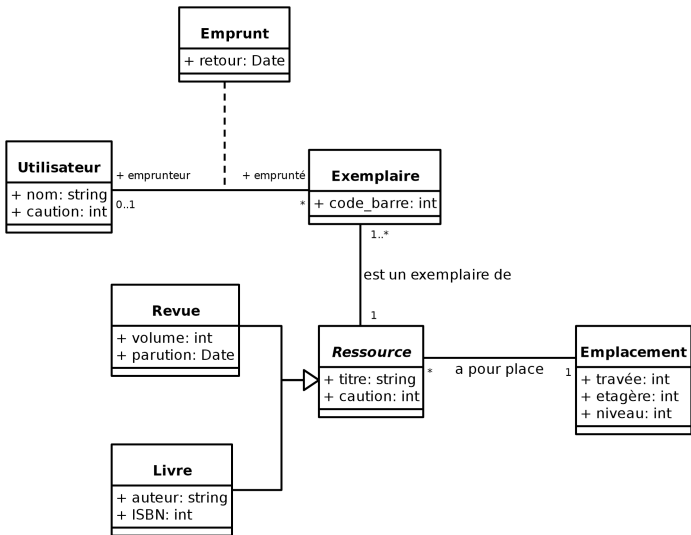 Emprunt
+ retour: Date
Utilisateur
+ nom: string
+ caution: int
+ emprunteur
0..1
+ emprunté
*
Exemplaire
+ code_barre: int
1..*
est un exemplaire de
1
Revue
+ volume: int
+ parution: Date
Ressource
+ titre: string
+ caution: int
*
a pour place
1
Emplacement
+ travée: int
+ etagère: int
+ niveau: int
Livre
+ auteur: string
+ ISBN: int